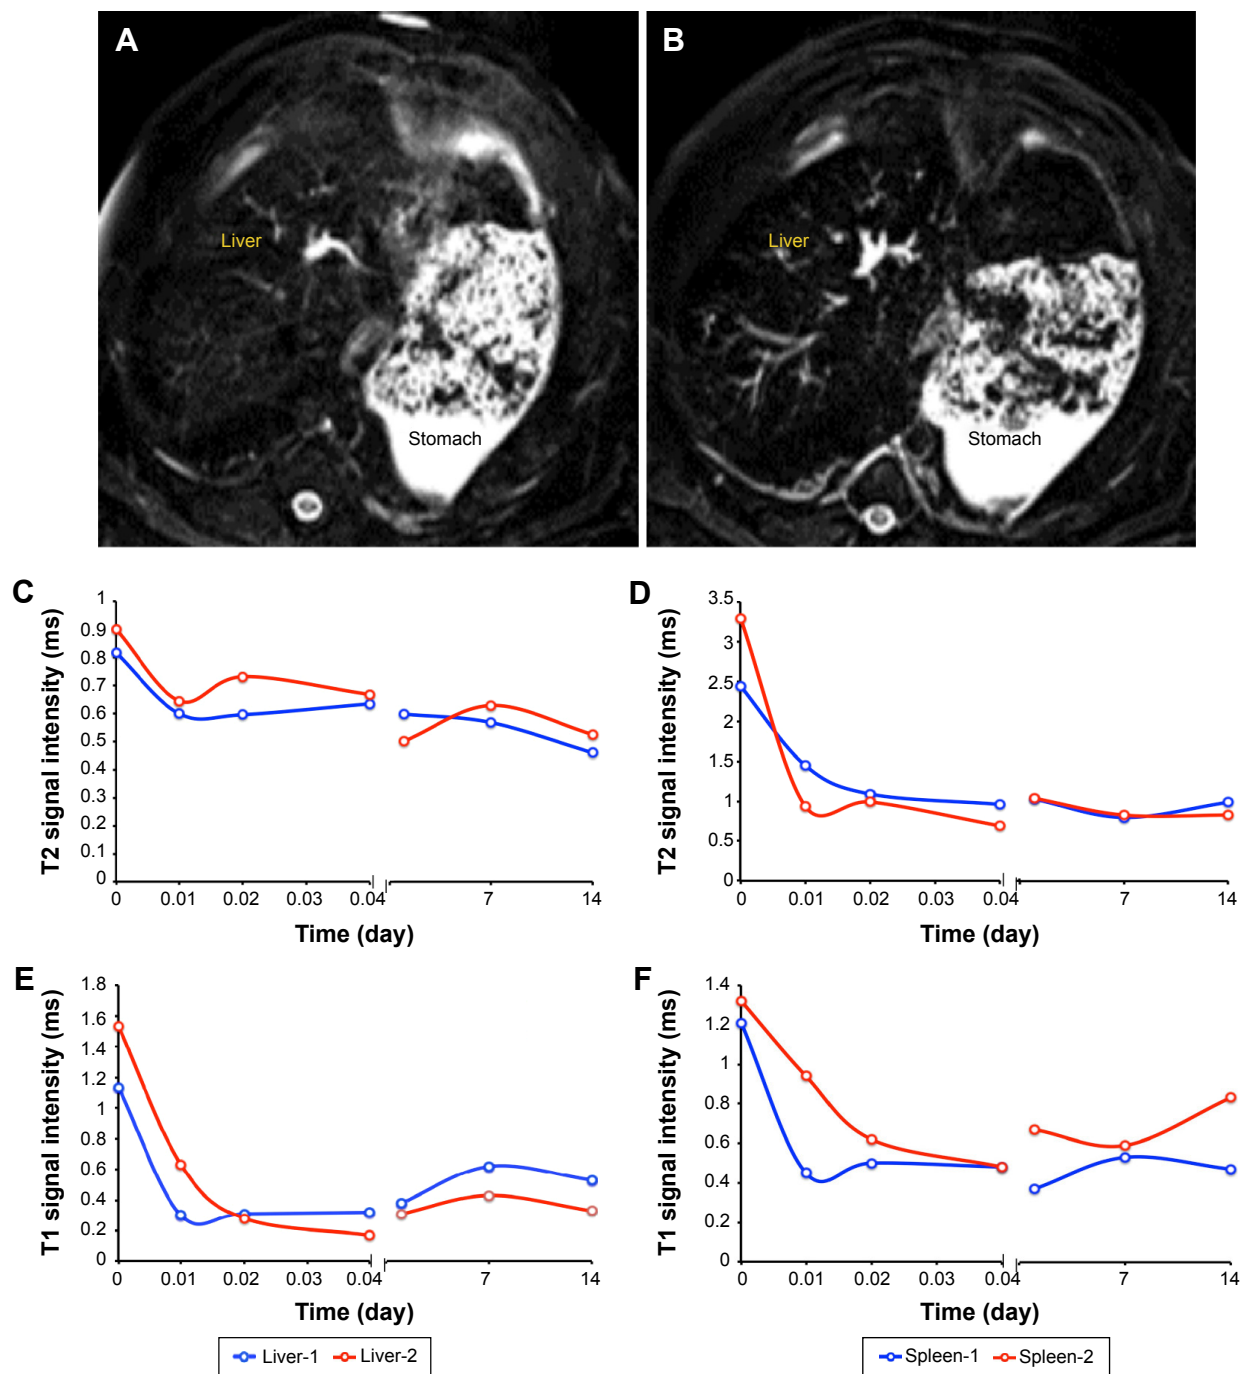 A
B
Liver
Liver
Stomach
Stomach
C
T2 signal intensity (ms)
1
0.9
0.8
0.7
0.6
0.5
0.4
0.3
0.2
0.1
0
0 0.01 0.02 0.03 0.04 7 14
Time (day)
D
T2 signal intensity (ms)
3.5
3
2.5
2
1.5
1
0.5
0
0 0.01 0.02 0.03 0.04 7 14
Time (day)
E
T1 signal intensity (ms)
1.8
1.6
1.4
1.2
1
0.8
0.6
0.4
0.2
0
0 0.01 0.02 0.03 0.04 7 14
Time (day)
Liver-1 Liver-2
F
T1 signal intensity (ms)
1.4
1.2
1
0.8
0.6
0.4
0.2
0
0 0.01 0.02 0.03 0.04 7 14
Time (day)
Spleen-1 Spleen-2